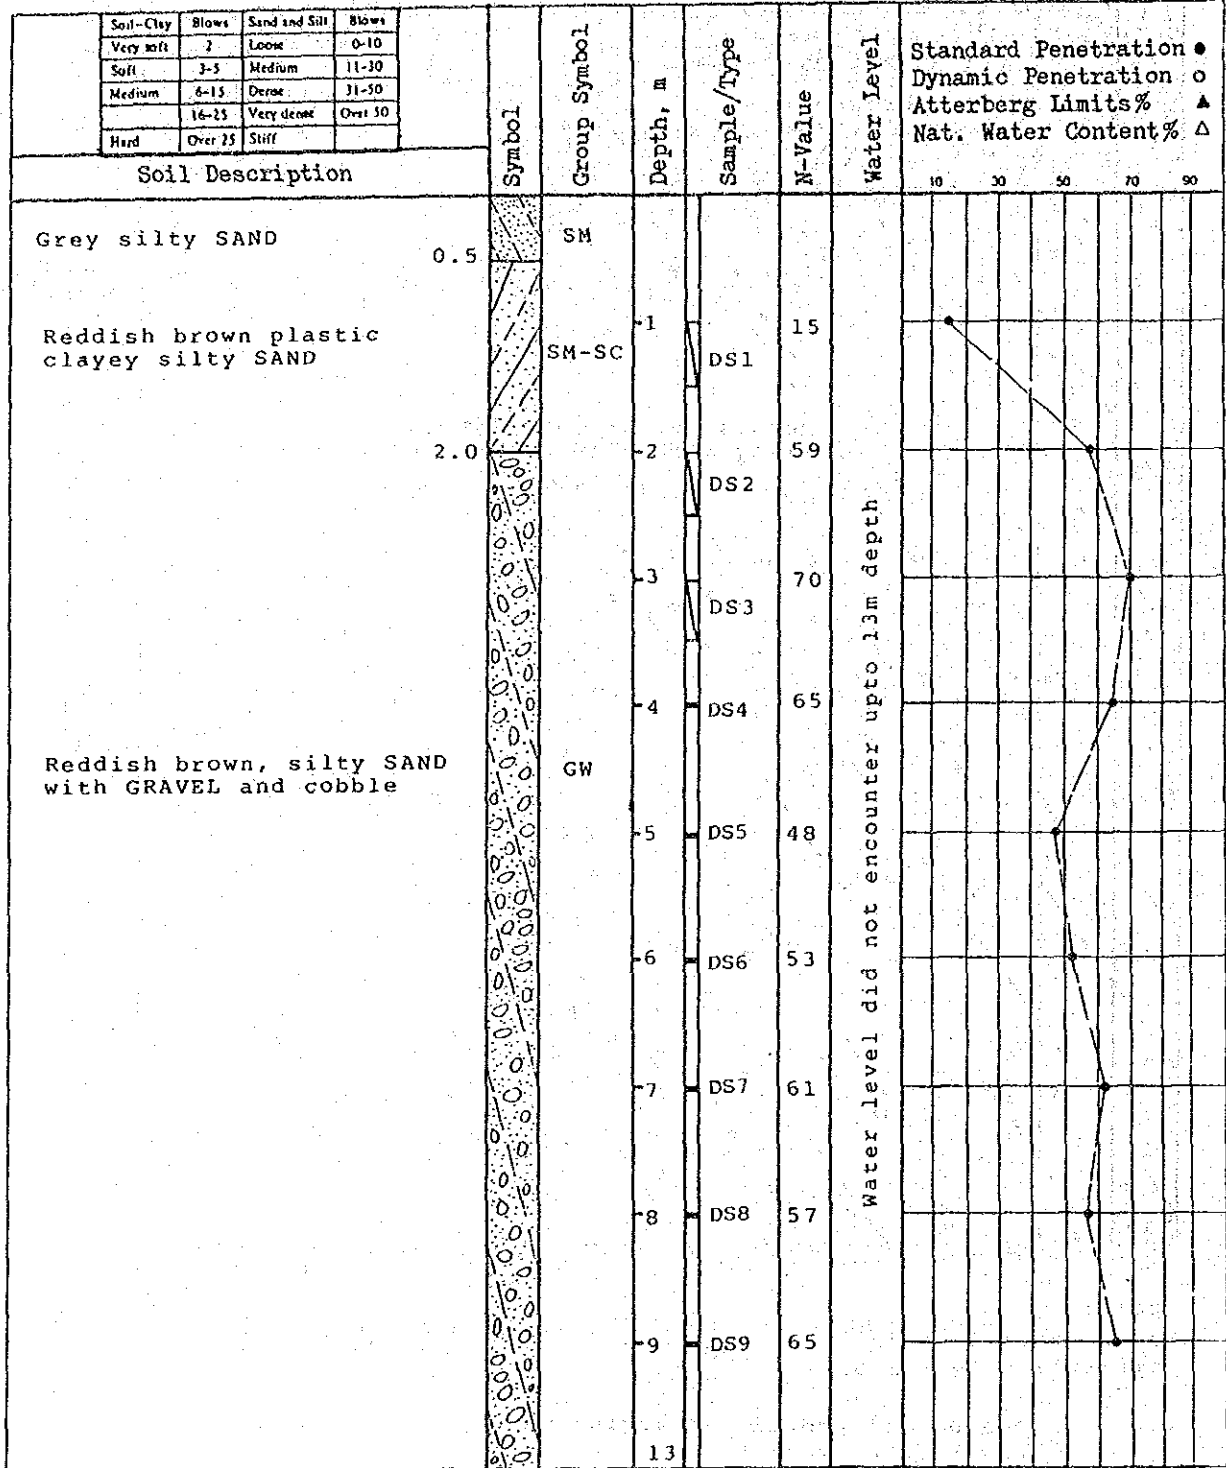 Soil-Clay Blows Sand and Silt Blows
Very soft 2 Loose 0-10
Soft 3-5 Medium 11-30
Medium 6-15 Dense 31-50
16-25 Very dense Over 50
Hard Over 25 Stiff
Soil Description
Symbol
Group Symbol
Depth, m
Sample/Type
N-Value
Water Level
Standard Penetration ●
Dynamic Penetration o
Atterberg Limits% ▲
Nat. Water Content% △
10 30 50 70 90
Grey silty SAND
0.5
SM
Reddish brown plastic
clayey silty SAND
SM-SC
1 DS1 15
2.0
2 DS2 59
3 DS3 70
4 DS4 65
Reddish brown, silty SAND
with GRAVEL and cobble
GW
5 DS5 48
6 DS6 53
7 DS7 61
8 DS8 57
9 DS9 65
13
Water level did not encounter upto 13m depth